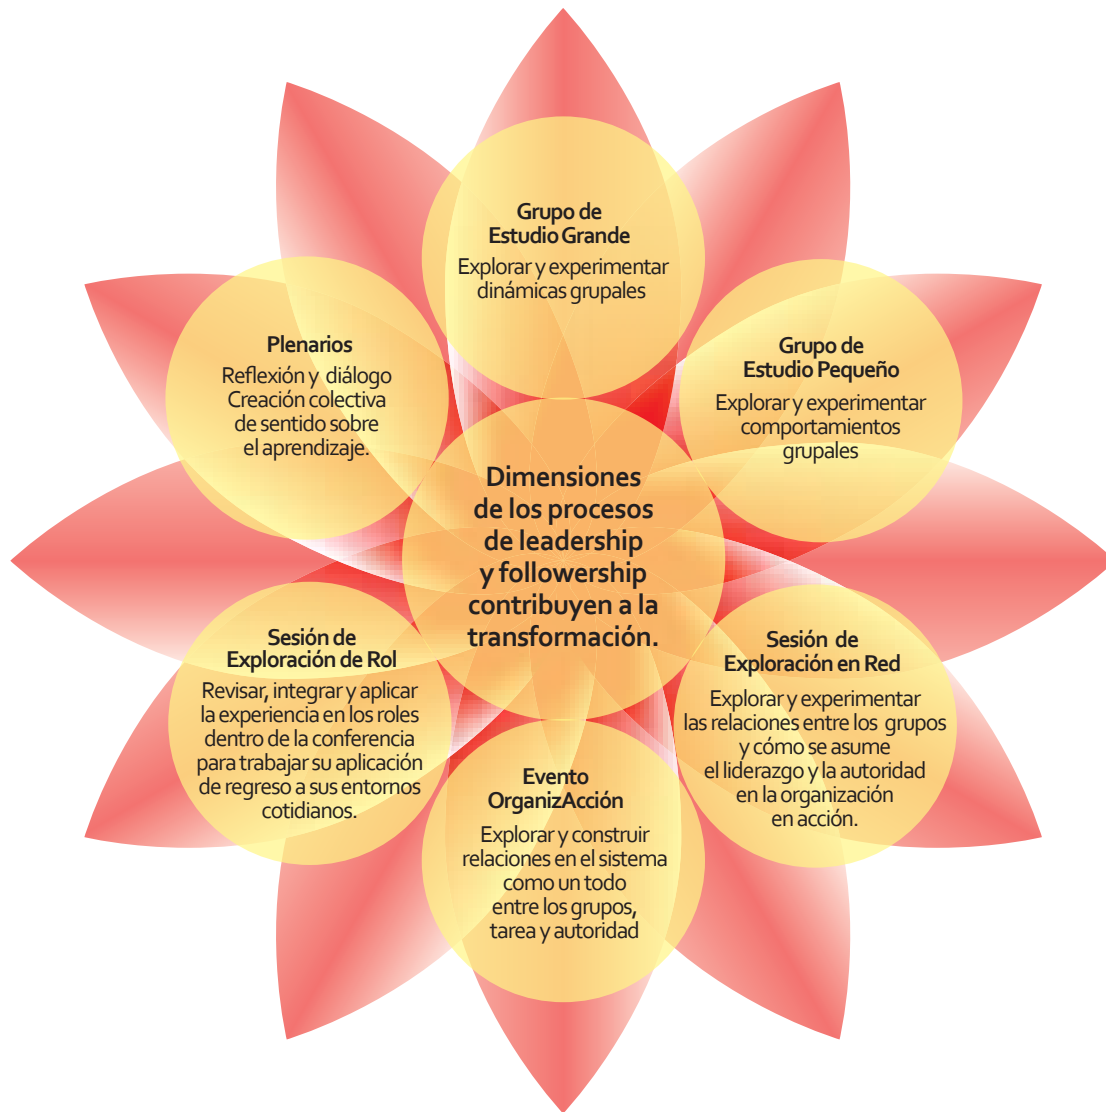 Grupo de
Estudio Grande
Explorar y experimentar
dinámicas grupales
Plenarios
Reflexión y diálogo
Creación colectiva
de sentido sobre
el aprendizaje.
Grupo de
Estudio Pequeño
Explorar y experimentar
comportamientos
grupales
Dimensiones
de los procesos
de leadership
y followership
contribuyen a la
transformación.
Sesión de
Exploración de Rol
Revisar, integrar y aplicar
la experiencia en los roles
dentro de la conferencia
para trabajar su aplicación
de regreso a sus entornos
cotidianos.
Sesión de
Exploración en Red
Explorar y experimentar
las relaciones entre los grupos
y cómo se asume
el liderazgo y la autoridad
en la organización
en acción.
Evento
OrganizAcción
Explorar y construir
relaciones en el sistema
como un todo
entre los grupos,
tarea y autoridad